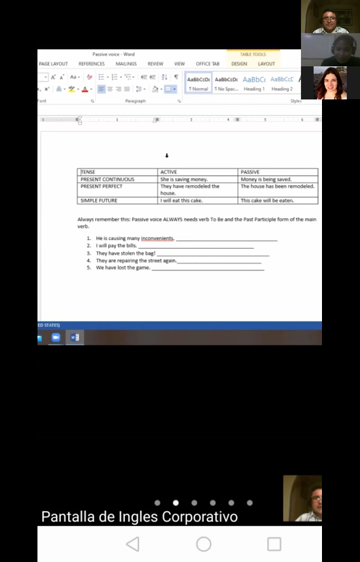 Passive voice - Word
TABLE TOOLS
PAGE LAYOUT REFERENCES MAILINGS REVIEW VIEW OFFICE TAB DESIGN LAYOUT
AaBbCcDc AaBbCcDc AaBbC AaBbCc
¶ Normal ¶ No Spac... Heading 1 Heading 2
Font Paragraph Styles
TENSE ACTIVE PASSIVE
PRESENT CONTINUOUS She is saving money. Money is being saved.
PRESENT PERFECT They have remodeled the house. The house has been remodeled.
SIMPLE FUTURE I will eat this cake. This cake will be eaten.
Always remember this: Passive voice ALWAYS needs verb To Be and the Past Participle form of the main
verb.
1. He is causing many inconvenients.
2. I will pay the bills.
3. They have stolen the bag!
4. They are repairing the street again.
5. We have lost the game.
Pantalla de Ingles Corporativo